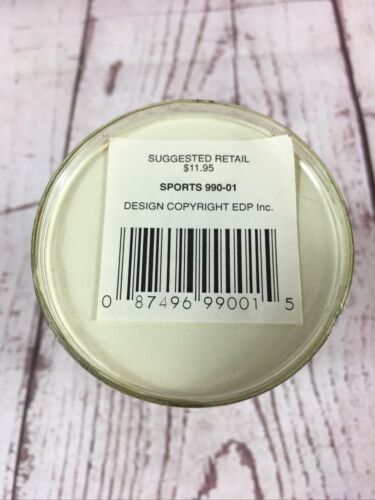 SUGGESTED RETAIL
$11.95
SPORTS 990-01
DESIGN COPYRIGHT EDP Inc.
0 87496 99001 5